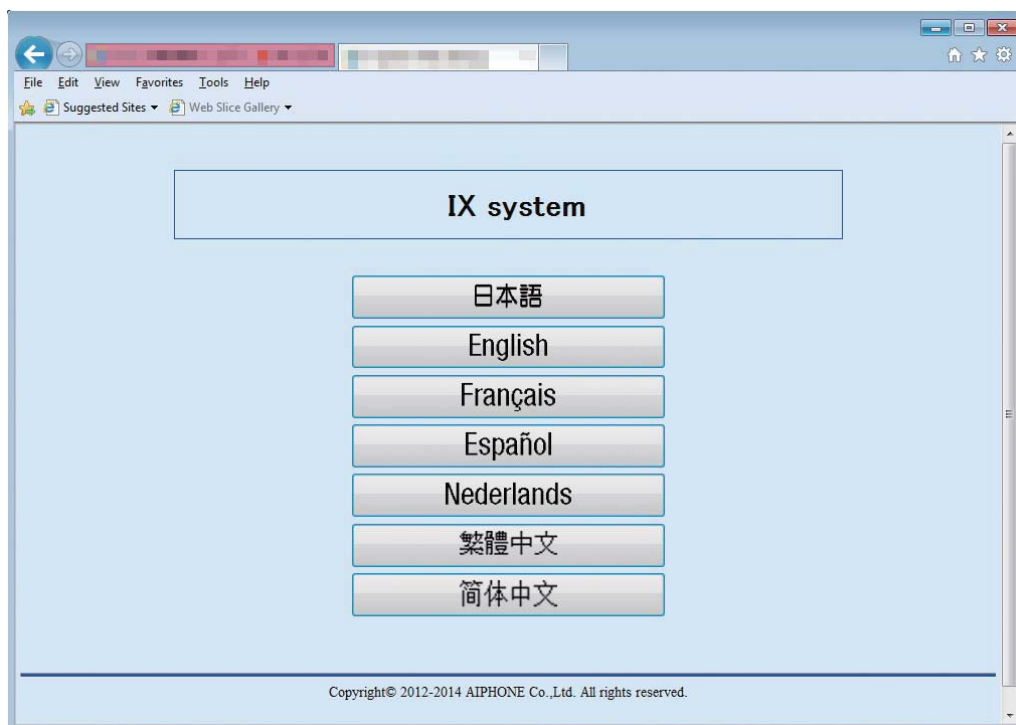 File Edit View Favorites Tools Help
Suggested Sites Web Slice Gallery
IX system
日本語
English
Français
Español
Nederlands
繁體中文
简体中文
Copyright© 2012-2014 AIPHONE Co.,Ltd. All rights reserved.